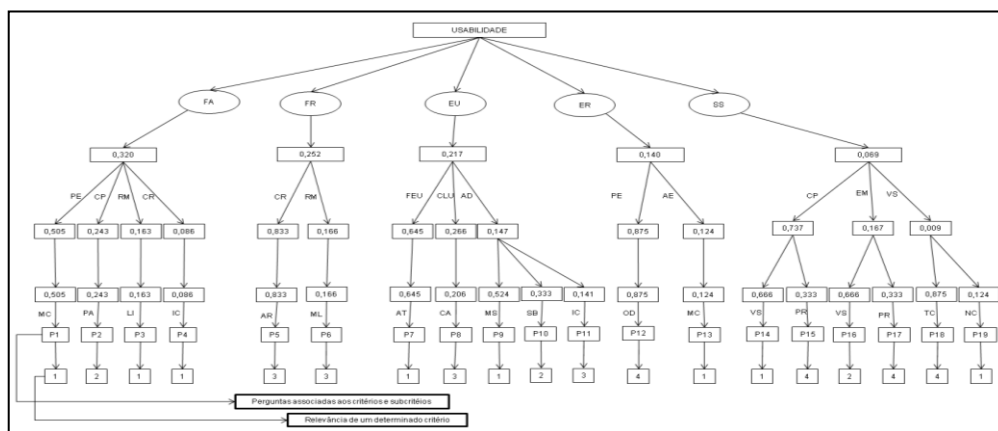 USABILIDADE
FA FR EU ER SS
0,320 0,252 0,217 0,140 0,069
PE CP RM CR CR RM FEU CLU AD PE AE CP EM VS
0,505 0,243 0,163 0,086 0,833 0,166 0,645 0,266 0,147 0,875 0,124 0,737 0,167 0,009
0,505 0,243 0,163 0,086 0,833 0,166 0,645 0,206 0,524 0,333 0,141 0,875 0,124 0,666 0,333 0,666 0,333 0,875 0,124
MC PA LI IC AR ML AT CA MS SB IC OD MC VS PR VS PR TC NC
P1 P2 P3 P4 P5 P6 P7 P8 P9 P10 P11 P12 P13 P14 P15 P16 P17 P18 P19
1 2 1 1 3 3 1 3 1 2 3 4 1 1 4 2 4 4 1
Perguntas associadas aos critérios e subcritéios
Relevância de um determinado critério